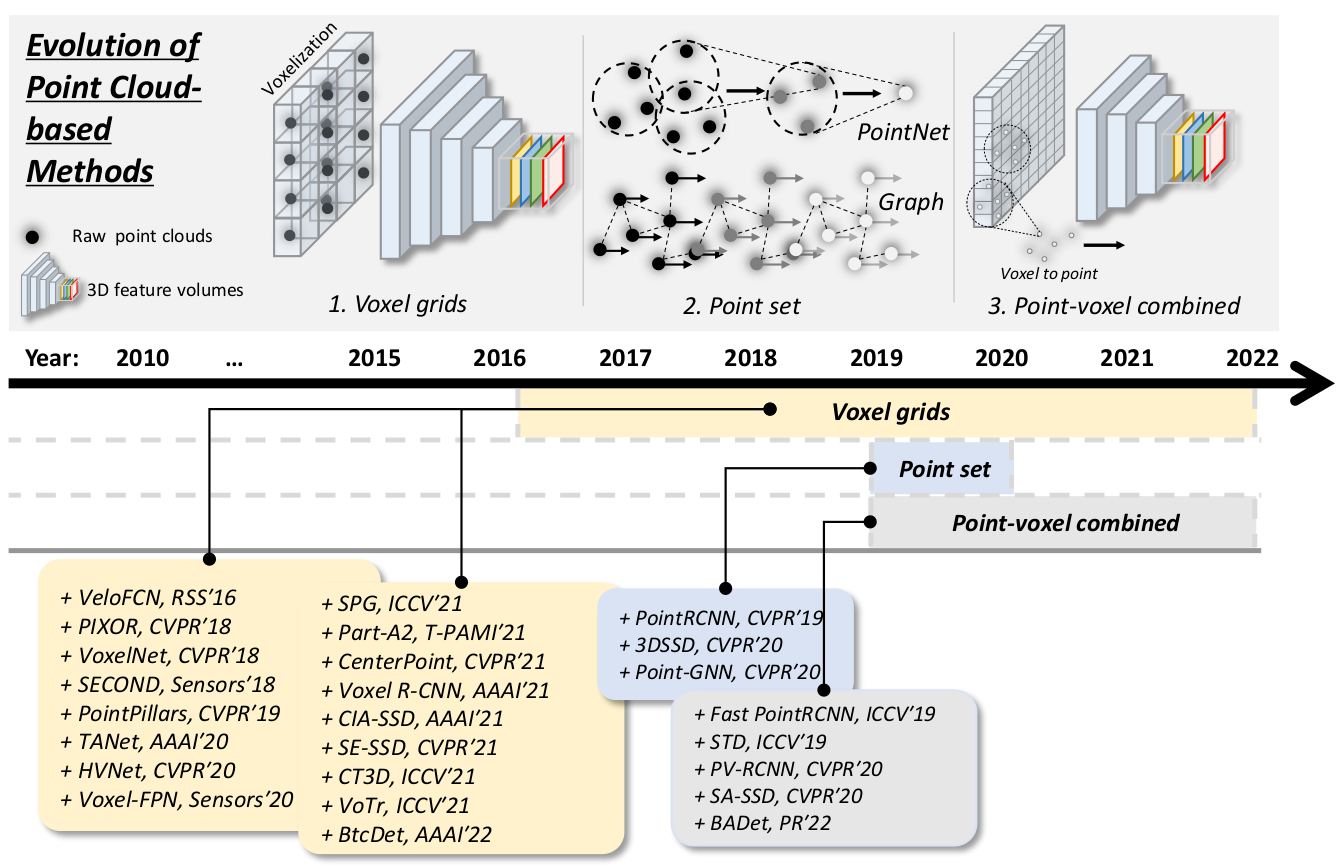 Evolution of
Point Cloud-
based
Methods
Raw point clouds
3D feature volumes
Voxelization
1. Voxel grids
PointNet
Graph
2. Point set
Voxel to point
3. Point-voxel combined
Year: 2010 ... 2015 2016 2017 2018 2019 2020 2021 2022
Voxel grids
Point set
Point-voxel combined
+ VeloFCN, RSS’16
+ PIXOR, CVPR’18
+ VoxelNet, CVPR’18
+ SECOND, Sensors’18
+ PointPillars, CVPR’19
+ TANet, AAAI’20
+ HVNet, CVPR’20
+ Voxel-FPN, Sensors’20
+ SPG, ICCV’21
+ Part-A2, T-PAMI’21
+ CenterPoint, CVPR’21
+ Voxel R-CNN, AAAI’21
+ CIA-SSD, AAAI’21
+ SE-SSD, CVPR’21
+ CT3D, ICCV’21
+ VoTr, ICCV’21
+ BtcDet, AAAI’22
+ PointRCNN, CVPR’19
+ 3DSSD, CVPR’20
+ Point-GNN, CVPR’20
+ Fast PointRCNN, ICCV’19
+ STD, ICCV’19
+ PV-RCNN, CVPR’20
+ SA-SSD, CVPR’20
+ BADet, PR’22